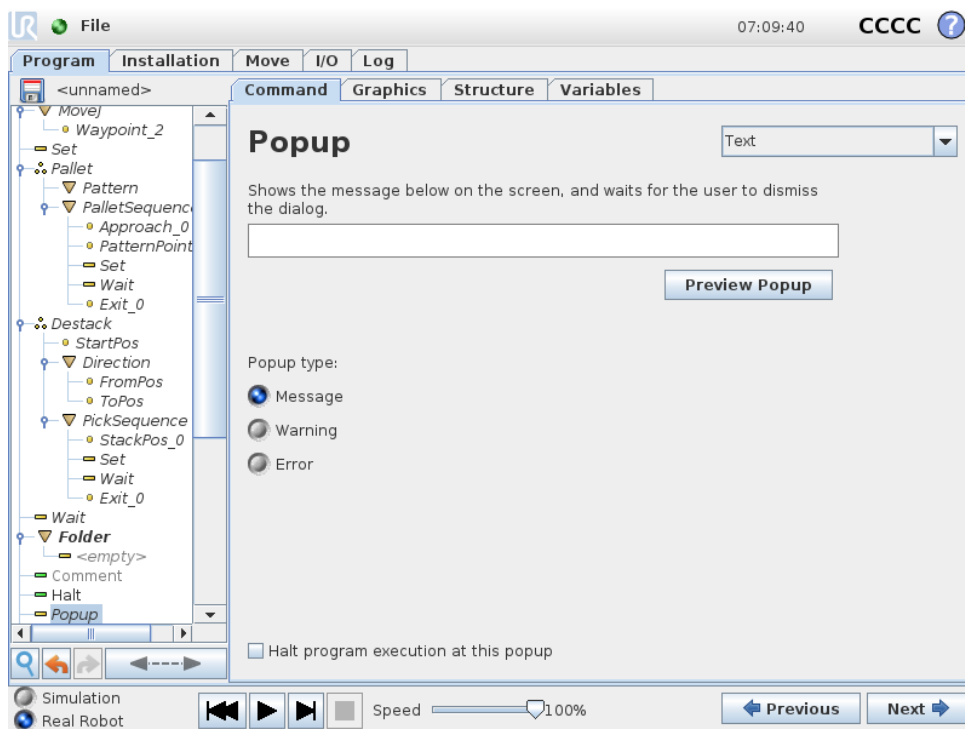 UR File 07:09:40 CCCC ?
Program Installation Move I/O Log
<unnamed> Command Graphics Structure Variables
MoveJ
Waypoint_2
Set
Pallet
Pattern
PalletSequenc
Approach_0
PatternPoint
Set
Wait
Exit_0
Destack
StartPos
Direction
FromPos
ToPos
PickSequence
StackPos_0
Set
Wait
Exit_0
Wait
Folder
<empty>
Comment
Halt
Popup
Popup
Text
Shows the message below on the screen, and waits for the user to dismiss
the dialog.
Preview Popup
Popup type:
Message
Warning
Error
Halt program execution at this popup
Simulation
Real Robot
Speed 100%
Previous Next